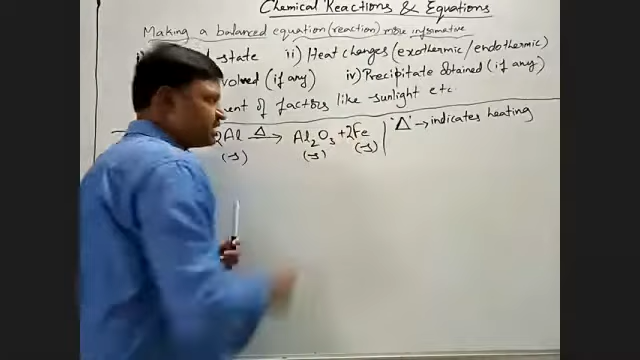 Chemical Reactions & Equations
Making a balanced equation (reaction) more informative
-state ii) Heat changes (exothermic/endothermic)
volved (if any) iv) Precipitate obtained (if any)
ment of factors like -sunlight etc.
2Al Δ→ Al2O3 + 2Fe 'Δ' → indicates heating
(s) (s) (s)